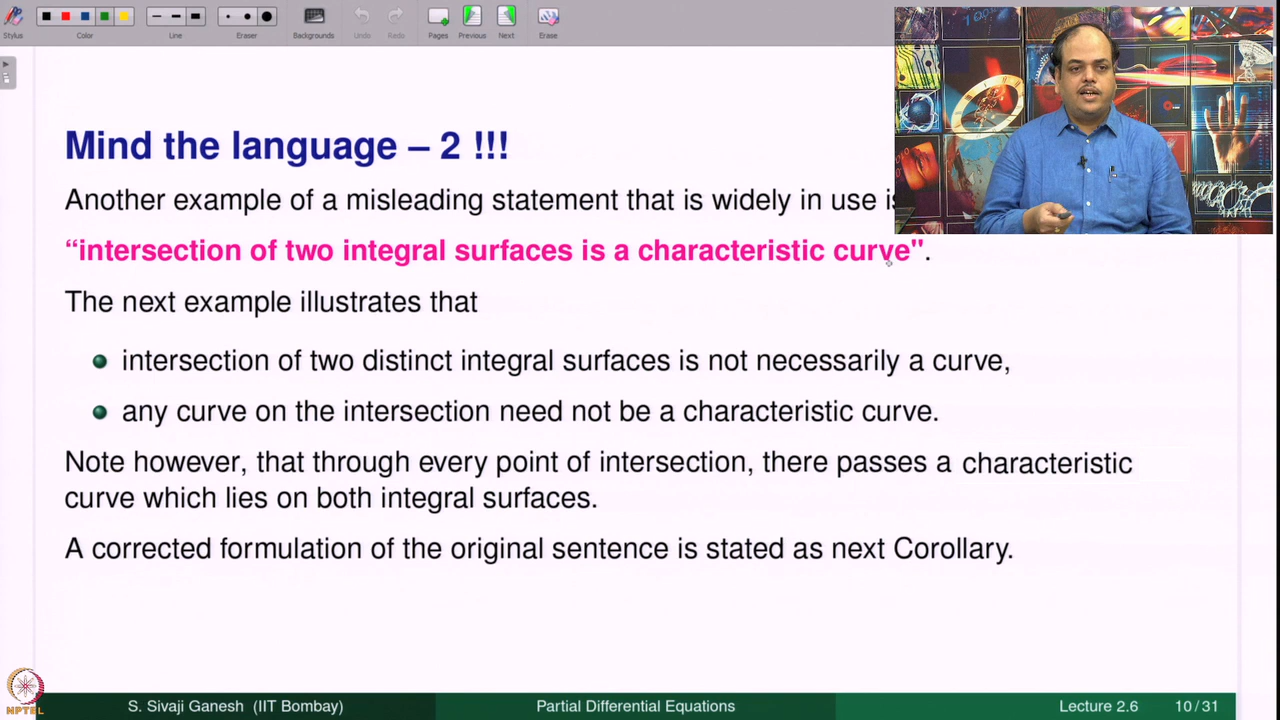 Stylus
Color
Line
Eraser
Backgrounds
Undo
Redo
Pages
Previous
Next
Erase
Mind the language – 2 !!!
Another example of a misleading statement that is widely in use
“intersection of two integral surfaces is a characteristic curve".
The next example illustrates that
intersection of two distinct integral surfaces is not necessarily a curve,
any curve on the intersection need not be a characteristic curve.
Note however, that through every point of intersection, there passes a characteristic
curve which lies on both integral surfaces.
A corrected formulation of the original sentence is stated as next Corollary.
NPTEL
S. Sivaji Ganesh (IIT Bombay)
Partial Differential Equations
Lecture 2.6
10/31